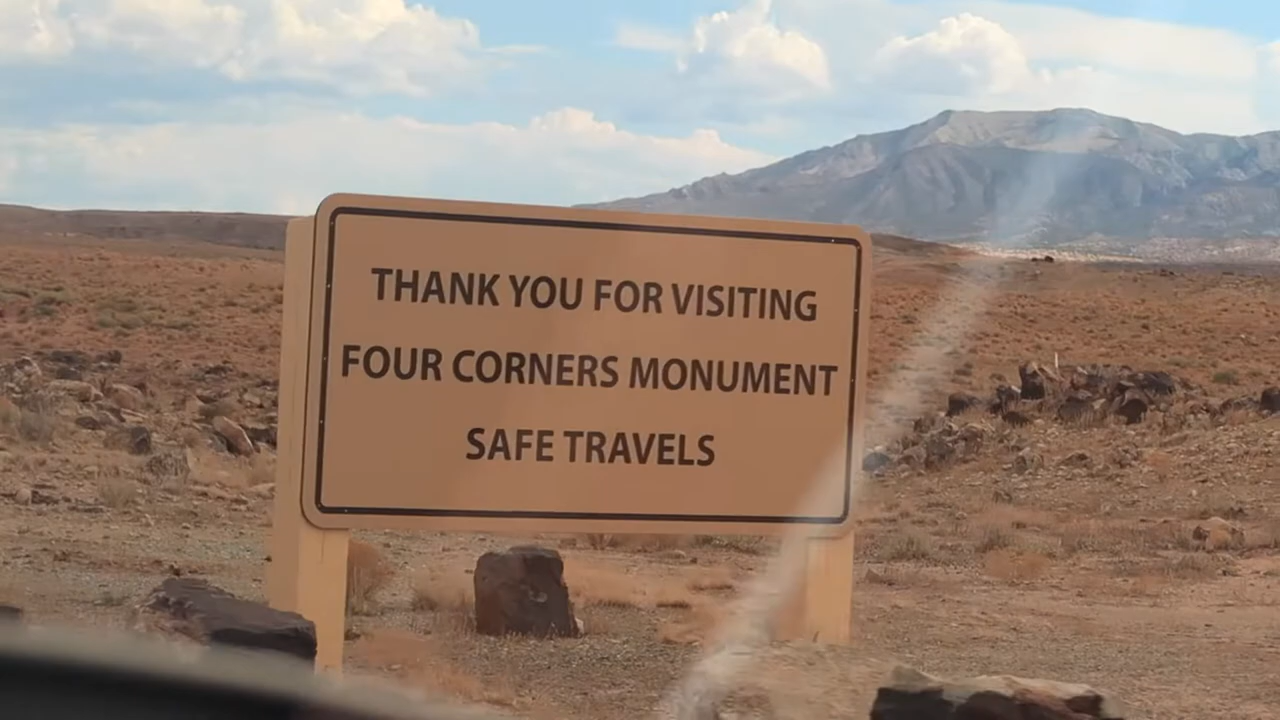 THANK YOU FOR VISITING
FOUR CORNERS MONUMENT
SAFE TRAVELS